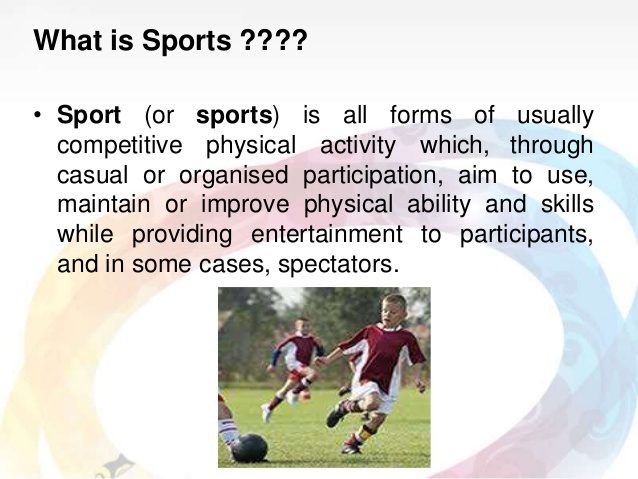 What is Sports ????
• Sport (or sports) is all forms of usually
competitive physical activity which, through
casual or organised participation, aim to use,
maintain or improve physical ability and skills
while providing entertainment to participants,
and in some cases, spectators.